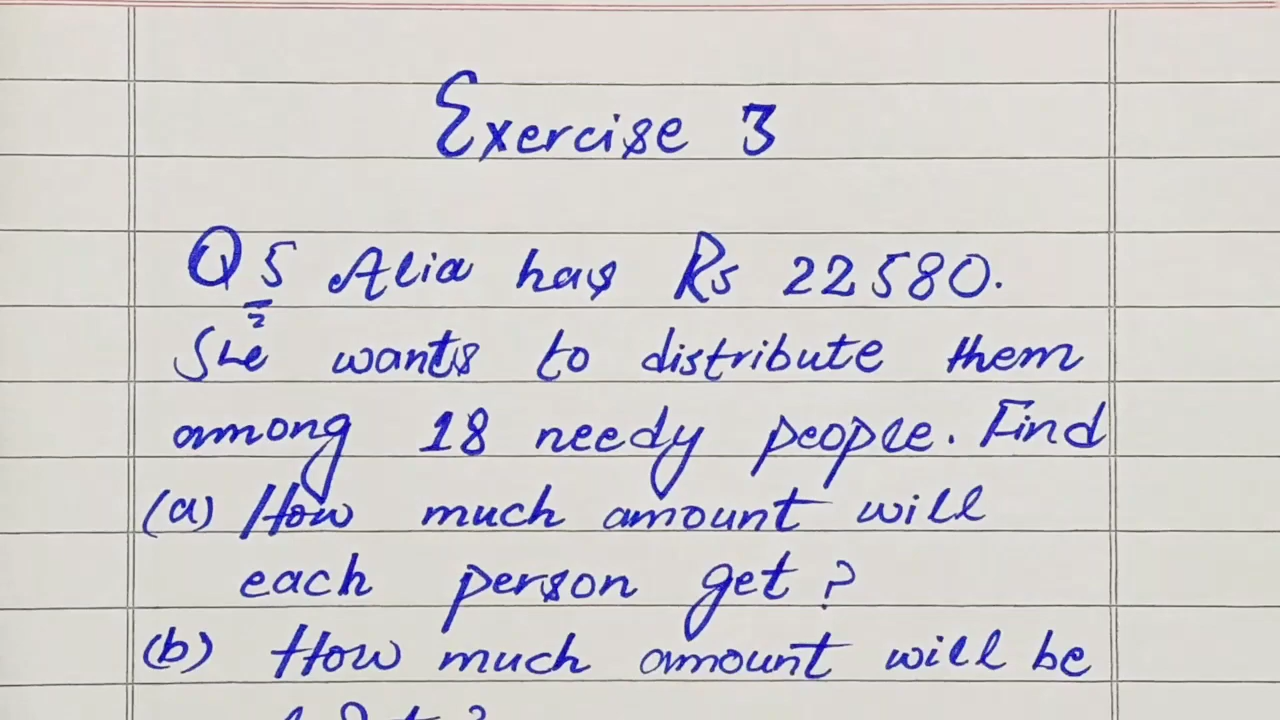 Exercise 3
Q5 Alia has Rs 22580.
She wants to distribute them
among 18 needy people. Find
(a) How much amount will
each person get?
(b) How much amount will be